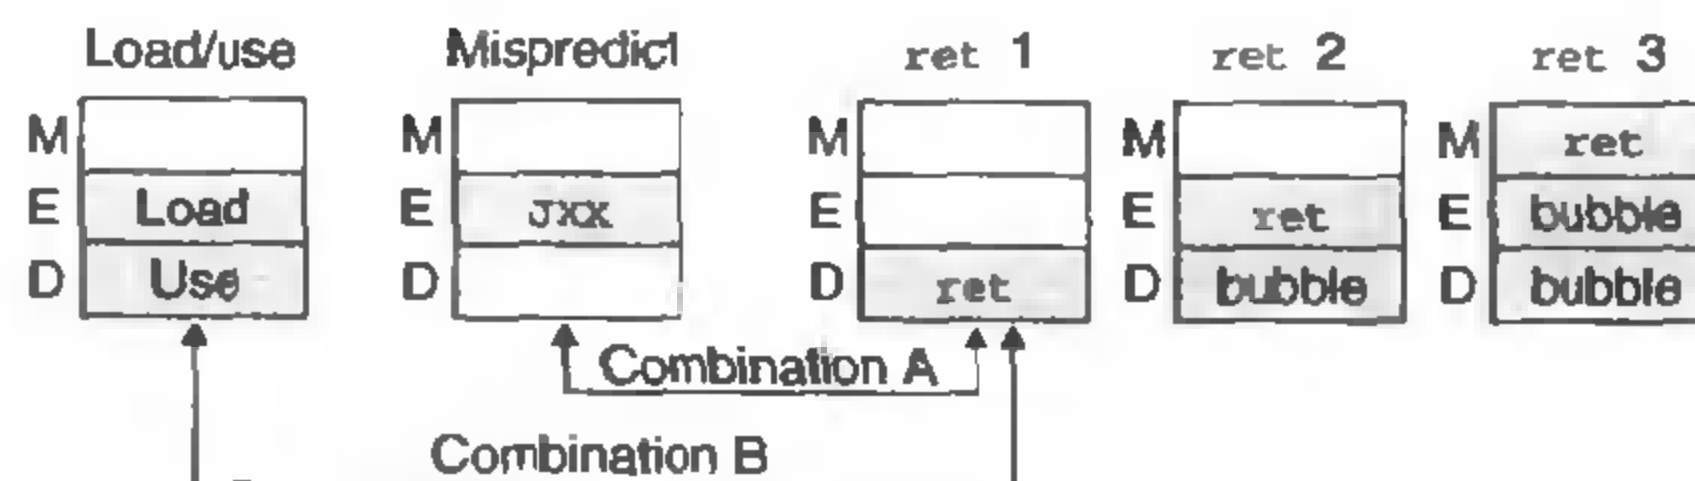 Load/use Mispredict ret 1 ret 2 ret 3
M M M M M ret
E Load E JXX E E ret E bubble
D Use D D ret D bubble D bubble
Combination A
Combination B